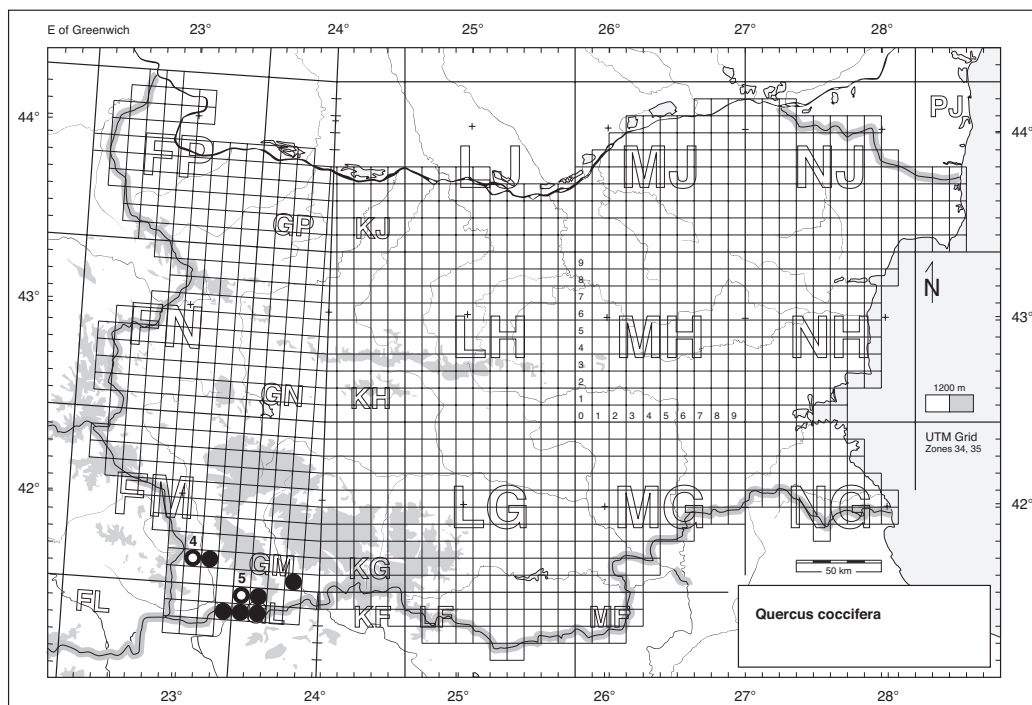 E of Greenwich
23° 24° 25° 26° 27° 28°
44° 44°
PJ
FP LJ MJ NJ
GP KJ
43° 43°
N
FN LH MH NH
9
8
7
6
5
4
3
2
1
0 1 2 3 4 5 6 7 8 9
GN KH
1200 m
UTM Grid
Zones 34, 35
42° 42°
FM LG MG NG
4
GM KG
5
50 km
FL L KF LF MF
Quercus coccifera
23° 24° 25° 26° 27° 28°